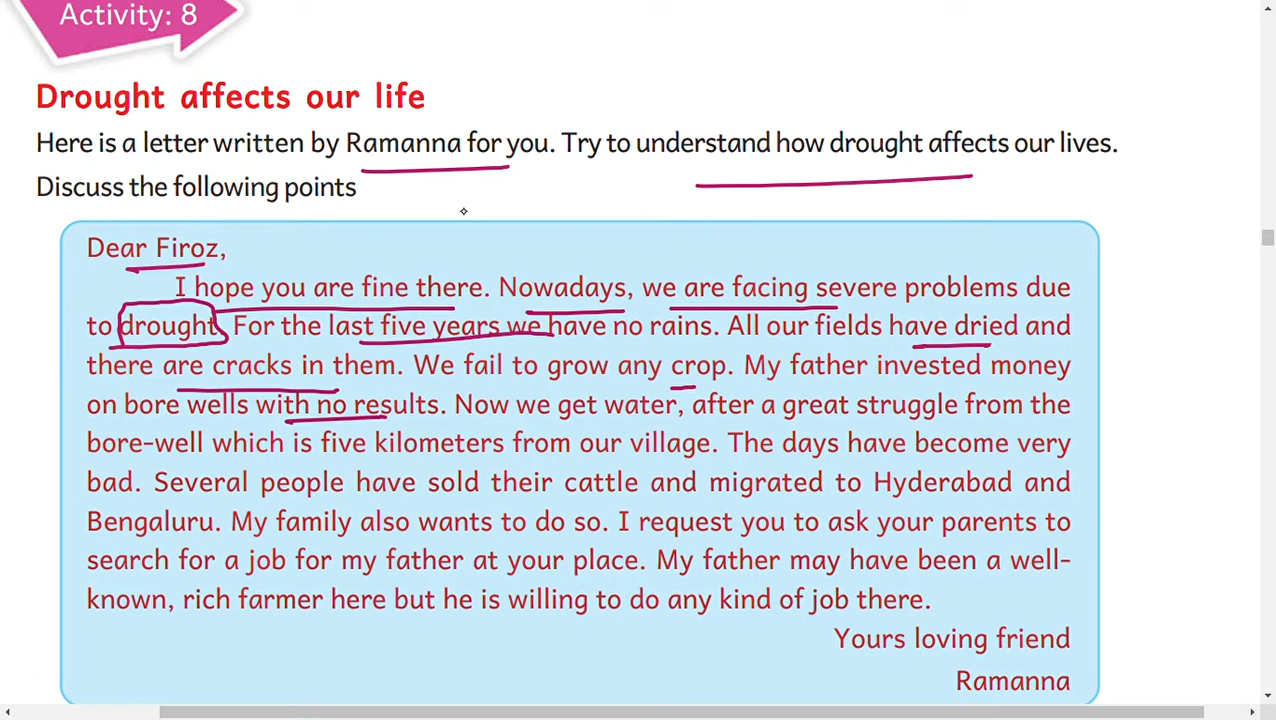 Activity: 8
Drought affects our life
Here is a letter written by Ramanna for you. Try to understand how drought affects our lives.
Discuss the following points
Dear Firoz,
I hope you are fine there. Nowadays, we are facing severe problems due
to drought. For the last five years we have no rains. All our fields have dried and
there are cracks in them. We fail to grow any crop. My father invested money
on bore wells with no results. Now we get water, after a great struggle from the
bore-well which is five kilometers from our village. The days have become very
bad. Several people have sold their cattle and migrated to Hyderabad and
Bengaluru. My family also wants to do so. I request you to ask your parents to
search for a job for my father at your place. My father may have been a well-
known, rich farmer here but he is willing to do any kind of job there.
Yours loving friend
Ramanna